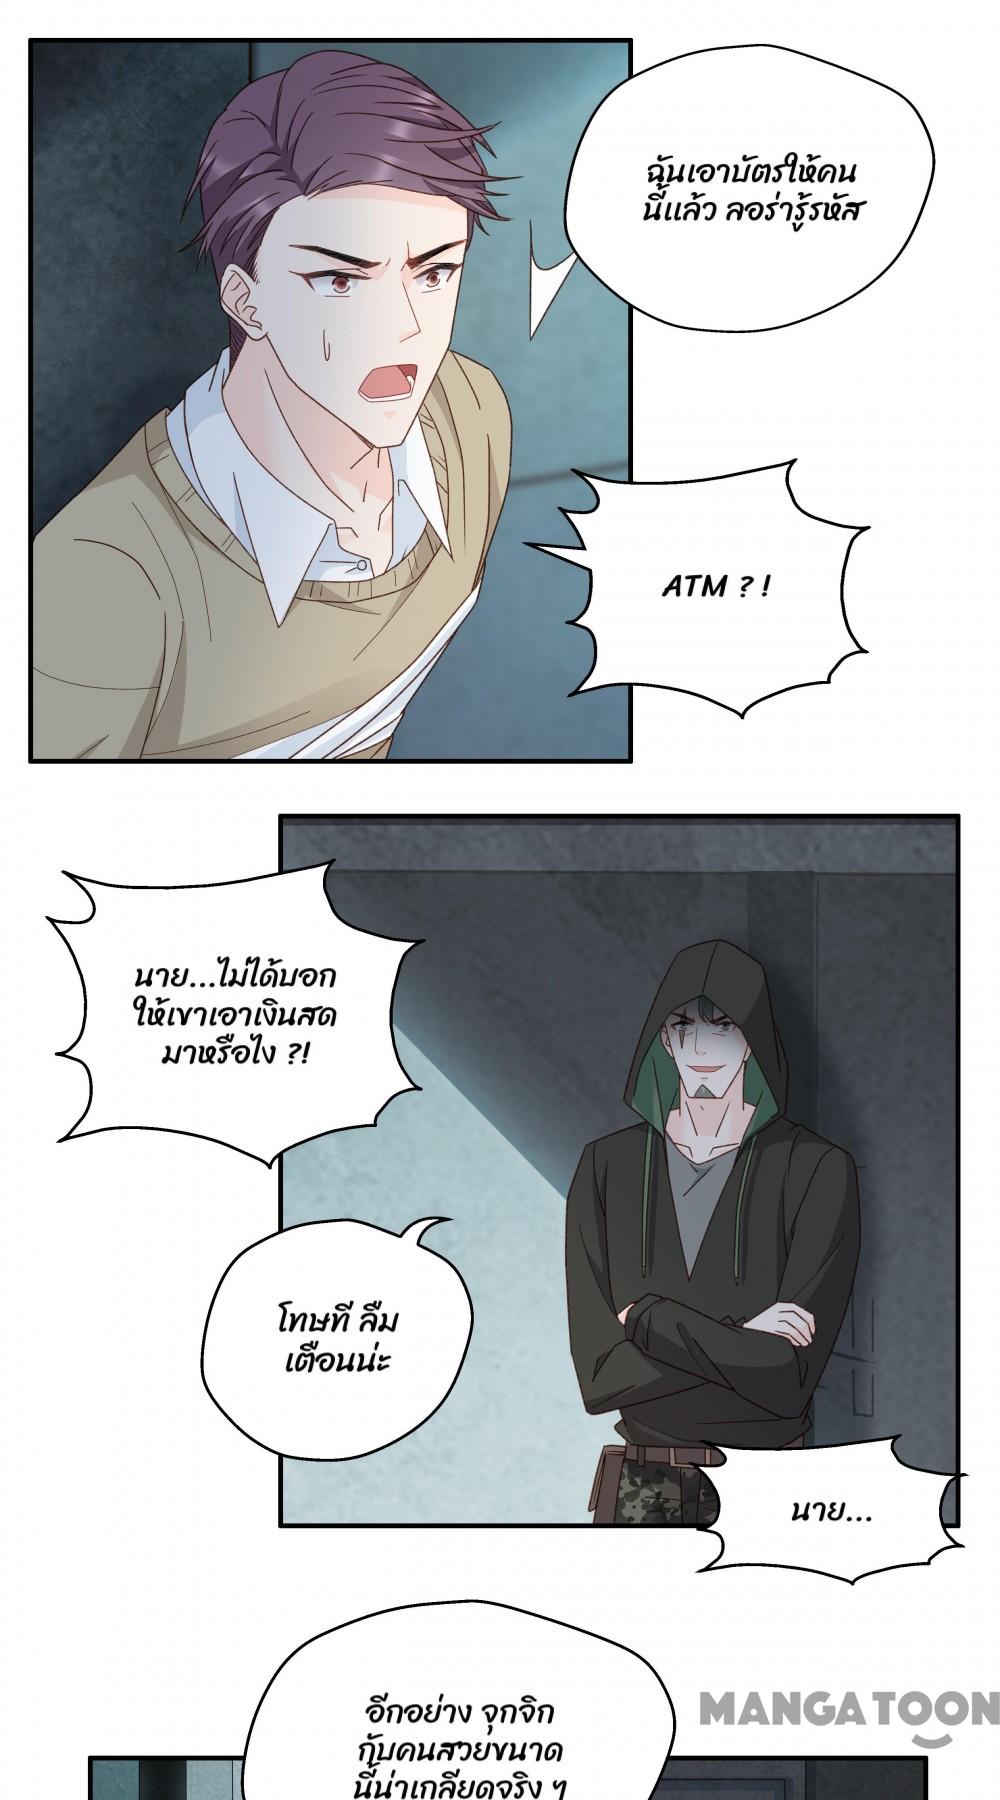 ฉันเอาบัตรให้คน
นี้แล้ว ลอร่ารู้รหัส
ATM ? !
นาย...ไม่ได้บอก
ให้เขาเอาเงินสด
มาหรือไง ?!
โทษที ลืม
เตือนน่ะ
นาย...
อีกอย่าง จุกจิก
กับคนสวยขนาด
นี้น่าเกลียดจริง ๆ
MANGATOON